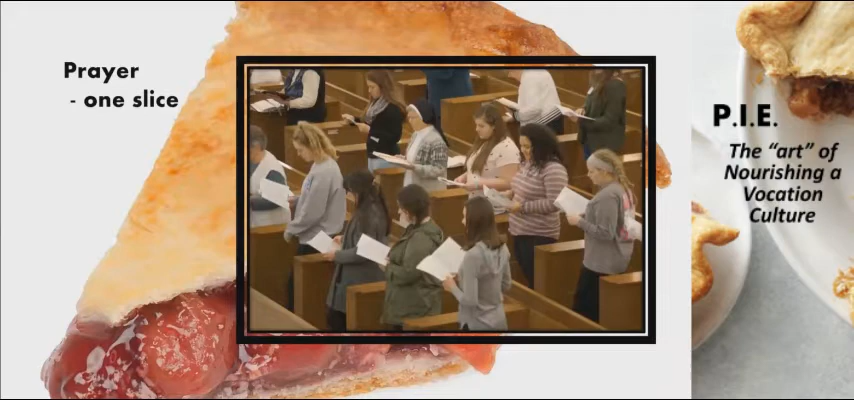 Prayer
- one slice
P.I.E.
The “art” of
Nourishing a
Vocation
Culture